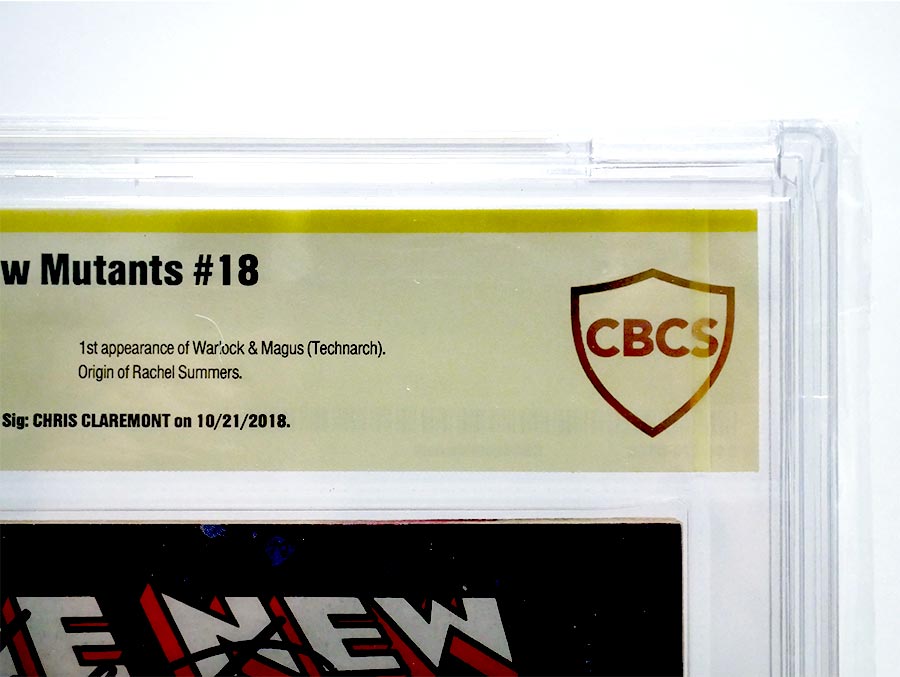 w Mutants #18
CBCS
1st appearance of Warlock & Magus (Technarch).
Origin of Rachel Summers.
Sig: CHRIS CLAREMONT on 10/21/2018.
E NEW